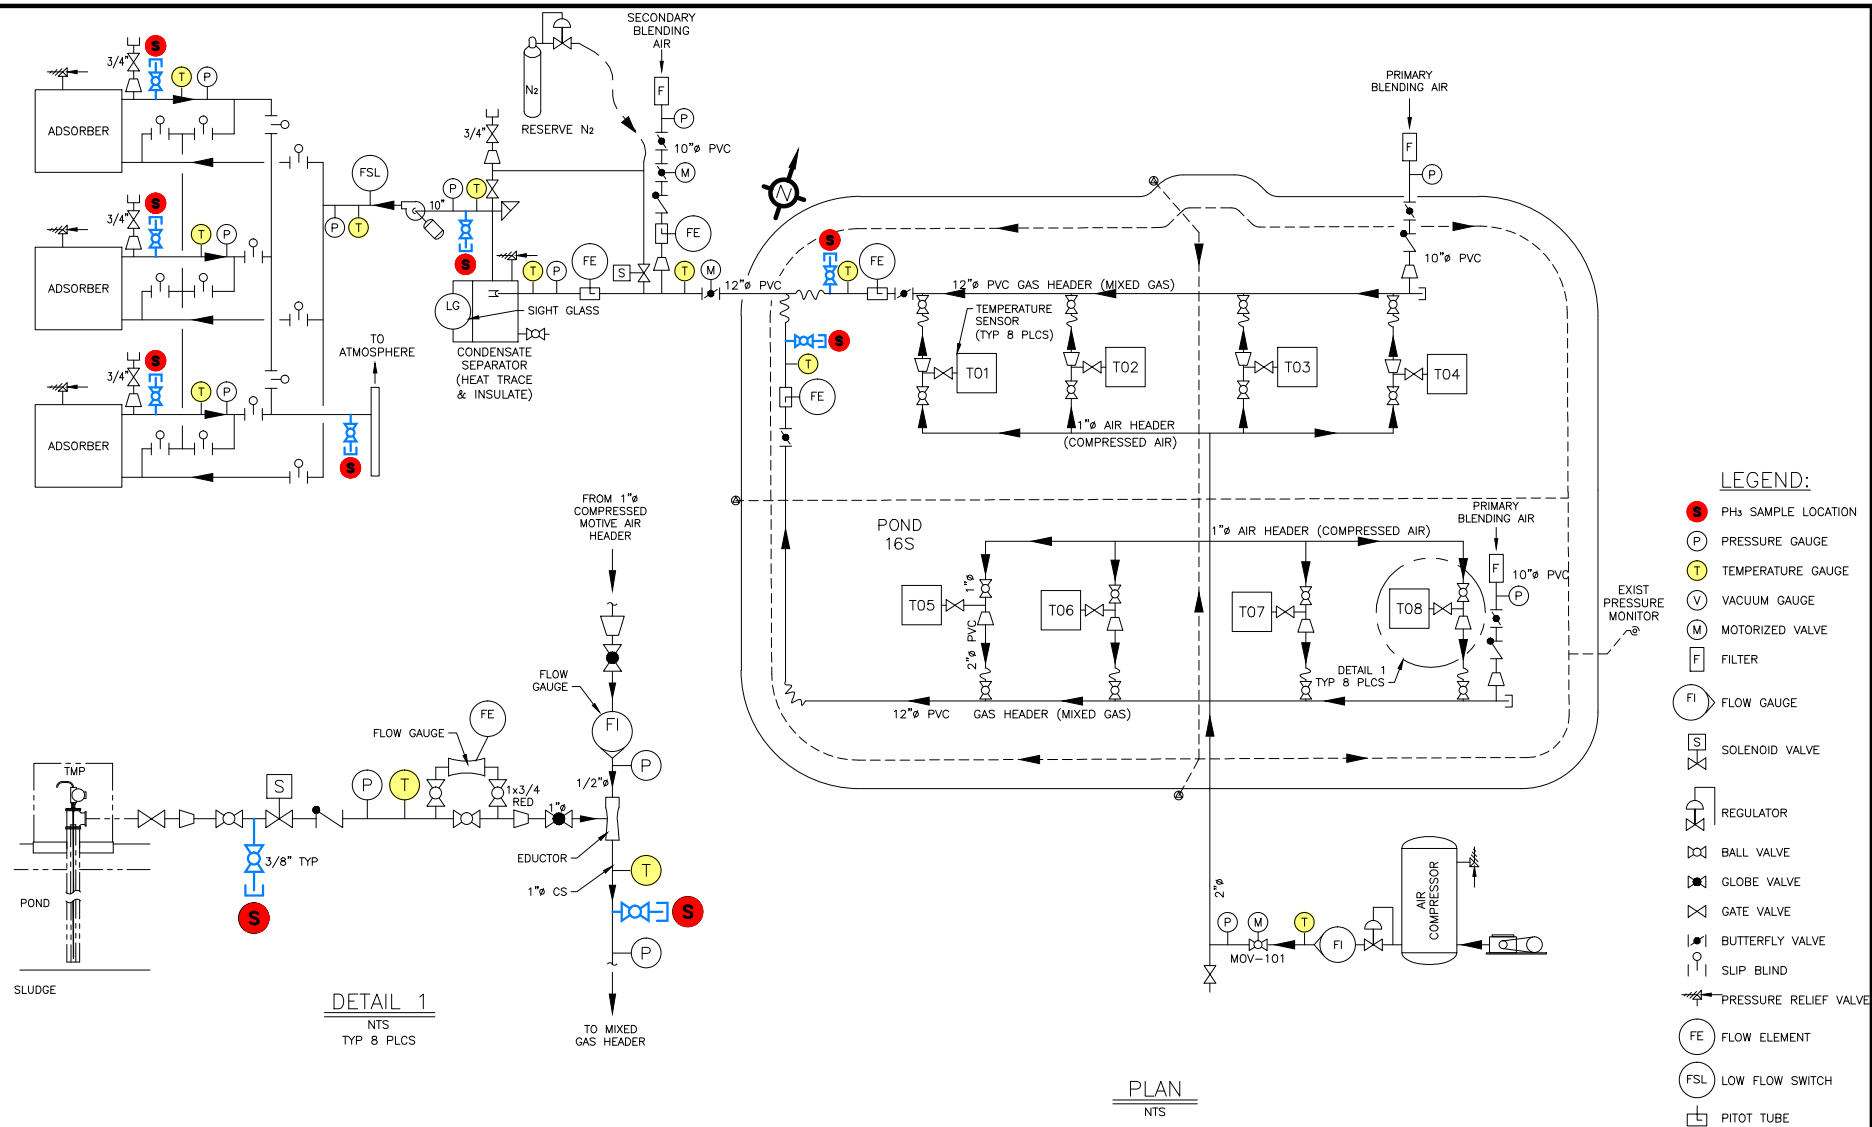 SECONDARY
BLENDING
AIR
S
3/4"
T
P
ADSORBER
N2
RESERVE N2
F
P
10"ø PVC
M
FE
3/4"
PRIMARY
BLENDING AIR
F
P
10"ø PVC
N
FSL
P
T
10"
P
T
S
S
3/4"
T
P
ADSORBER
LG
SIGHT GLASS
CONDENSATE
SEPARATOR
(HEAT TRACE
& INSULATE)
T
P
FE
S
T
M
12"ø PVC
S
T
FE
12"ø PVC GAS HEADER (MIXED GAS)
TEMPERATURE
SENSOR
(TYP 8 PLCS)
T01
T02
T03
T04
S
T
FE
1"ø AIR HEADER
(COMPRESSED AIR)
S
3/4"
T
P
ADSORBER
TO
ATMOSPHERE
S
POND
16S
1"ø AIR HEADER (COMPRESSED AIR)
PRIMARY
BLENDING AIR
F
10"ø PVC
P
T05
1"ø
2"ø PVC
T06
T07
T08
DETAIL 1
TYP 8 PLCS
12"ø PVC
GAS HEADER (MIXED GAS)
EXIST
PRESSURE
MONITOR
FROM 1"ø
COMPRESSED
MOTIVE AIR
HEADER
FLOW
GAUGE
FI
P
1/2"ø
FE
FLOW GAUGE
TMP
S
P
T
1x3/4
RED
1"ø
3/8" TYP
S
EDUCTOR
T
1"ø CS
S
P
POND
SLUDGE
TO MIXED
GAS HEADER
DETAIL 1
NTS
TYP 8 PLCS
2"ø
P
M
MOV-101
T
FI
AIR
COMPRESSOR
PLAN
NTS
LEGEND:
S PH3 SAMPLE LOCATION
P PRESSURE GAUGE
T TEMPERATURE GAUGE
V VACUUM GAUGE
M MOTORIZED VALVE
F FILTER
FI FLOW GAUGE
S SOLENOID VALVE
REGULATOR
BALL VALVE
GLOBE VALVE
GATE VALVE
BUTTERFLY VALVE
SLIP BLIND
PRESSURE RELIEF VALVE
FE FLOW ELEMENT
FSL LOW FLOW SWITCH
PITOT TUBE